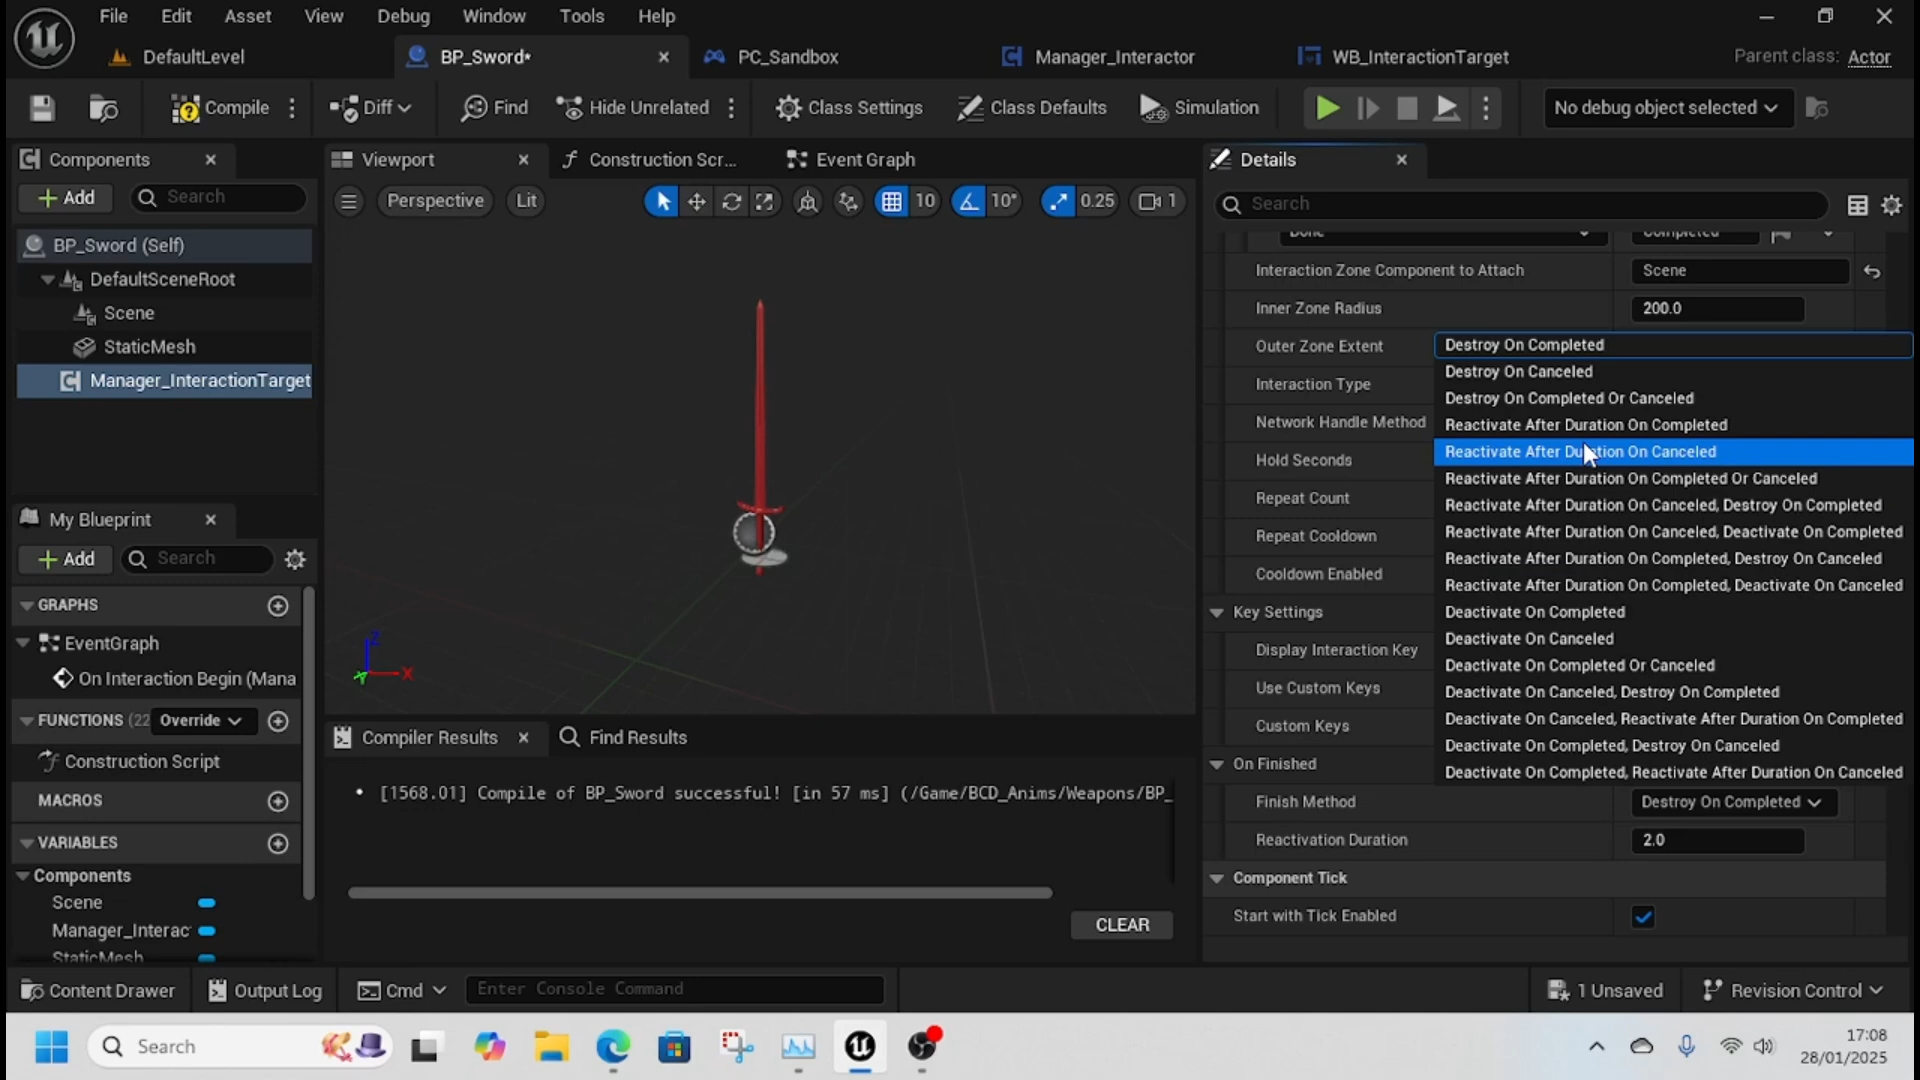 File Edit Asset View Debug Window Tools Help
DefaultLevel BP_Sword* PC_Sandbox Manager_Interactor WB_InteractionTarget Parent class: Actor
Compile Diff Find Hide Unrelated Class Settings Class Defaults Simulation No debug object selected
Components Viewport Construction Scr... Event Graph Details
Add Search Perspective Lit 10 10° 0.25 1 Search
BP_Sword (Self)
DefaultSceneRoot
Scene
StaticMesh
Manager_InteractionTarget
My Blueprint
Add Search
GRAPHS
EventGraph
On Interaction Begin (Mana
FUNCTIONS (22 Override
Construction Script
MACROS
VARIABLES
Components
Scene
Manager_Interac
StaticMesh
Z
X
Y
Compiler Results Find Results
[1568.01] Compile of BP_Sword successful! [in 57 ms] (/Game/BCD_Anims/Weapons/BP_
CLEAR
Done Completed
Interaction Zone Component to Attach Scene
Inner Zone Radius 200.0
Outer Zone Extent
Interaction Type
Network Handle Method
Hold Seconds
Repeat Count
Repeat Cooldown
Cooldown Enabled
Key Settings
Display Interaction Key
Use Custom Keys
Custom Keys
On Finished
Destroy On Completed
Destroy On Canceled
Destroy On Completed Or Canceled
Reactivate After Duration On Completed
Reactivate After Duration On Canceled
Reactivate After Duration On Completed Or Canceled
Reactivate After Duration On Canceled, Destroy On Completed
Reactivate After Duration On Canceled, Deactivate On Completed
Reactivate After Duration On Completed, Destroy On Canceled
Reactivate After Duration On Completed, Deactivate On Canceled
Deactivate On Completed
Deactivate On Canceled
Deactivate On Completed Or Canceled
Deactivate On Canceled, Destroy On Completed
Deactivate On Canceled, Reactivate After Duration On Completed
Deactivate On Completed, Destroy On Canceled
Deactivate On Completed, Reactivate After Duration On Canceled
Finish Method Destroy On Completed
Reactivation Duration 2.0
Component Tick
Start with Tick Enabled
Content Drawer Output Log Cmd Enter Console Command 1 Unsaved Revision Control
Search 17:08
28/01/2025